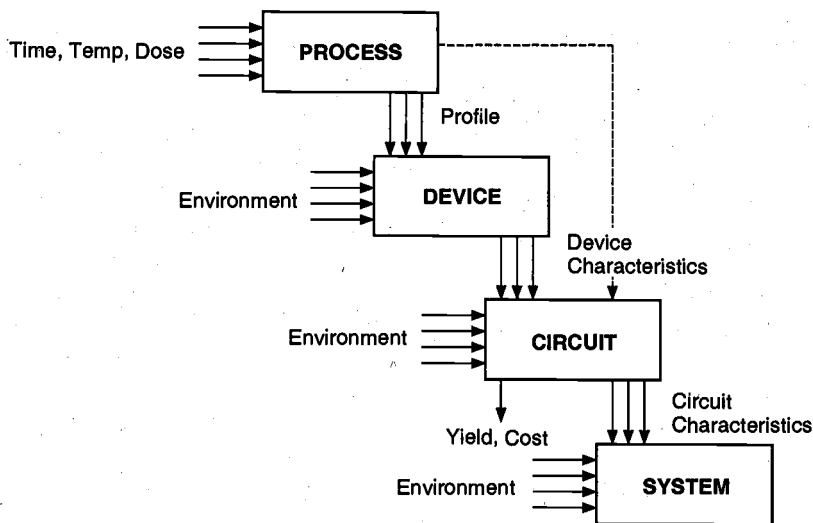 Time, Temp, Dose
PROCESS
Profile
Environment
DEVICE
Device
Characteristics
Environment
CIRCUIT
Yield, Cost
Circuit
Characteristics
Environment
SYSTEM